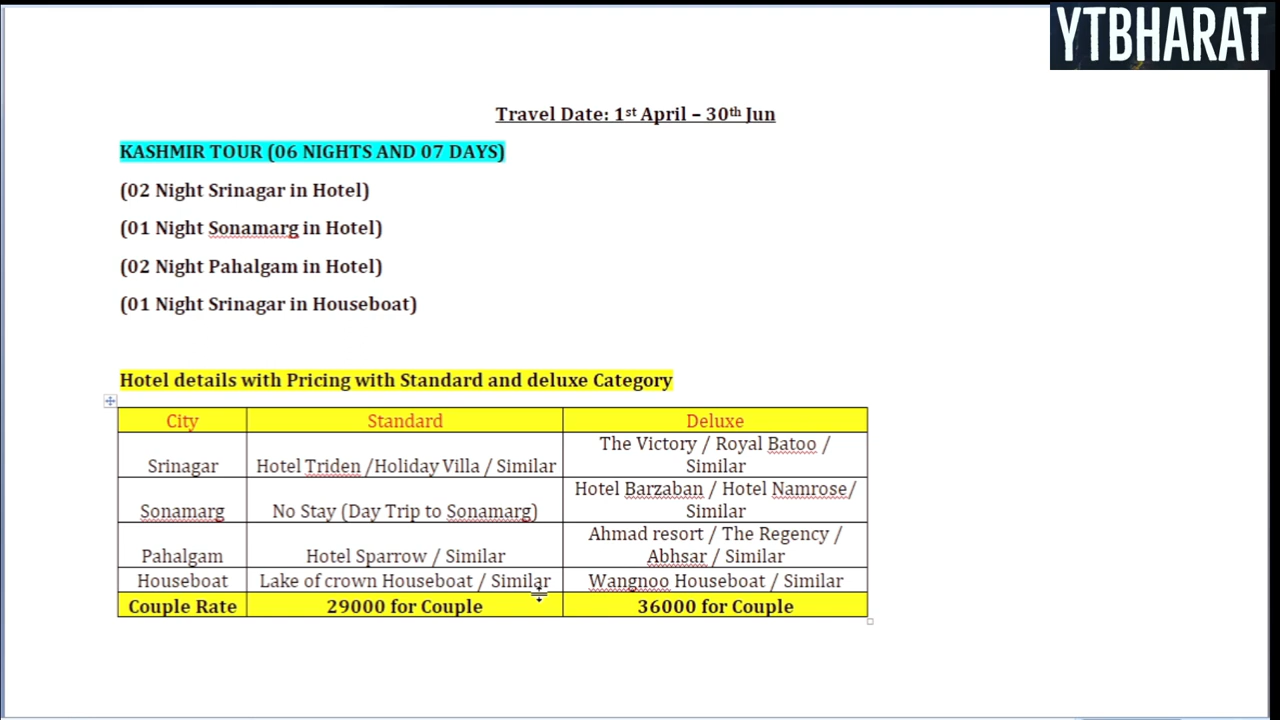 YTBHARAT
Travel Date: 1st April – 30th Jun
KASHMIR TOUR (06 NIGHTS AND 07 DAYS)
(02 Night Srinagar in Hotel)
(01 Night Sonamarg in Hotel)
(02 Night Pahalgam in Hotel)
(01 Night Srinagar in Houseboat)
Hotel details with Pricing with Standard and deluxe Category
City Standard Deluxe
Srinagar Hotel Triden /Holiday Villa / Similar The Victory / Royal Batoo /
Similar
Sonamarg No Stay (Day Trip to Sonamarg) Hotel Barzaban / Hotel Namrose/
Similar
Pahalgam Hotel Sparrow / Similar Ahmad resort / The Regency /
Abhsar / Similar
Houseboat Lake of crown Houseboat / Similar Wangnoo Houseboat / Similar
Couple Rate 29000 for Couple 36000 for Couple